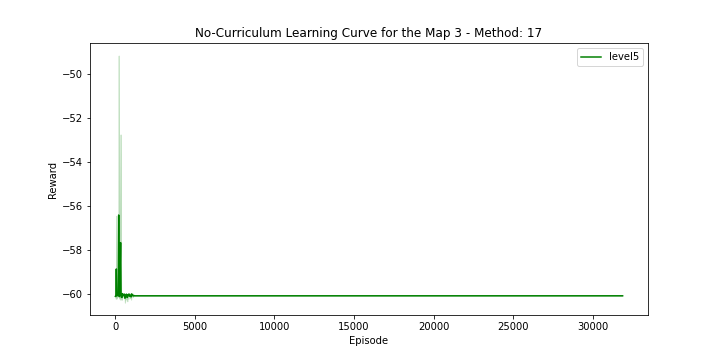 No-Curriculum Learning Curve for the Map 3 - Method: 17
level5
−50
−52
−54
−56
−58
−60
Reward
0 5000 10000 15000 20000 25000 30000
Episode